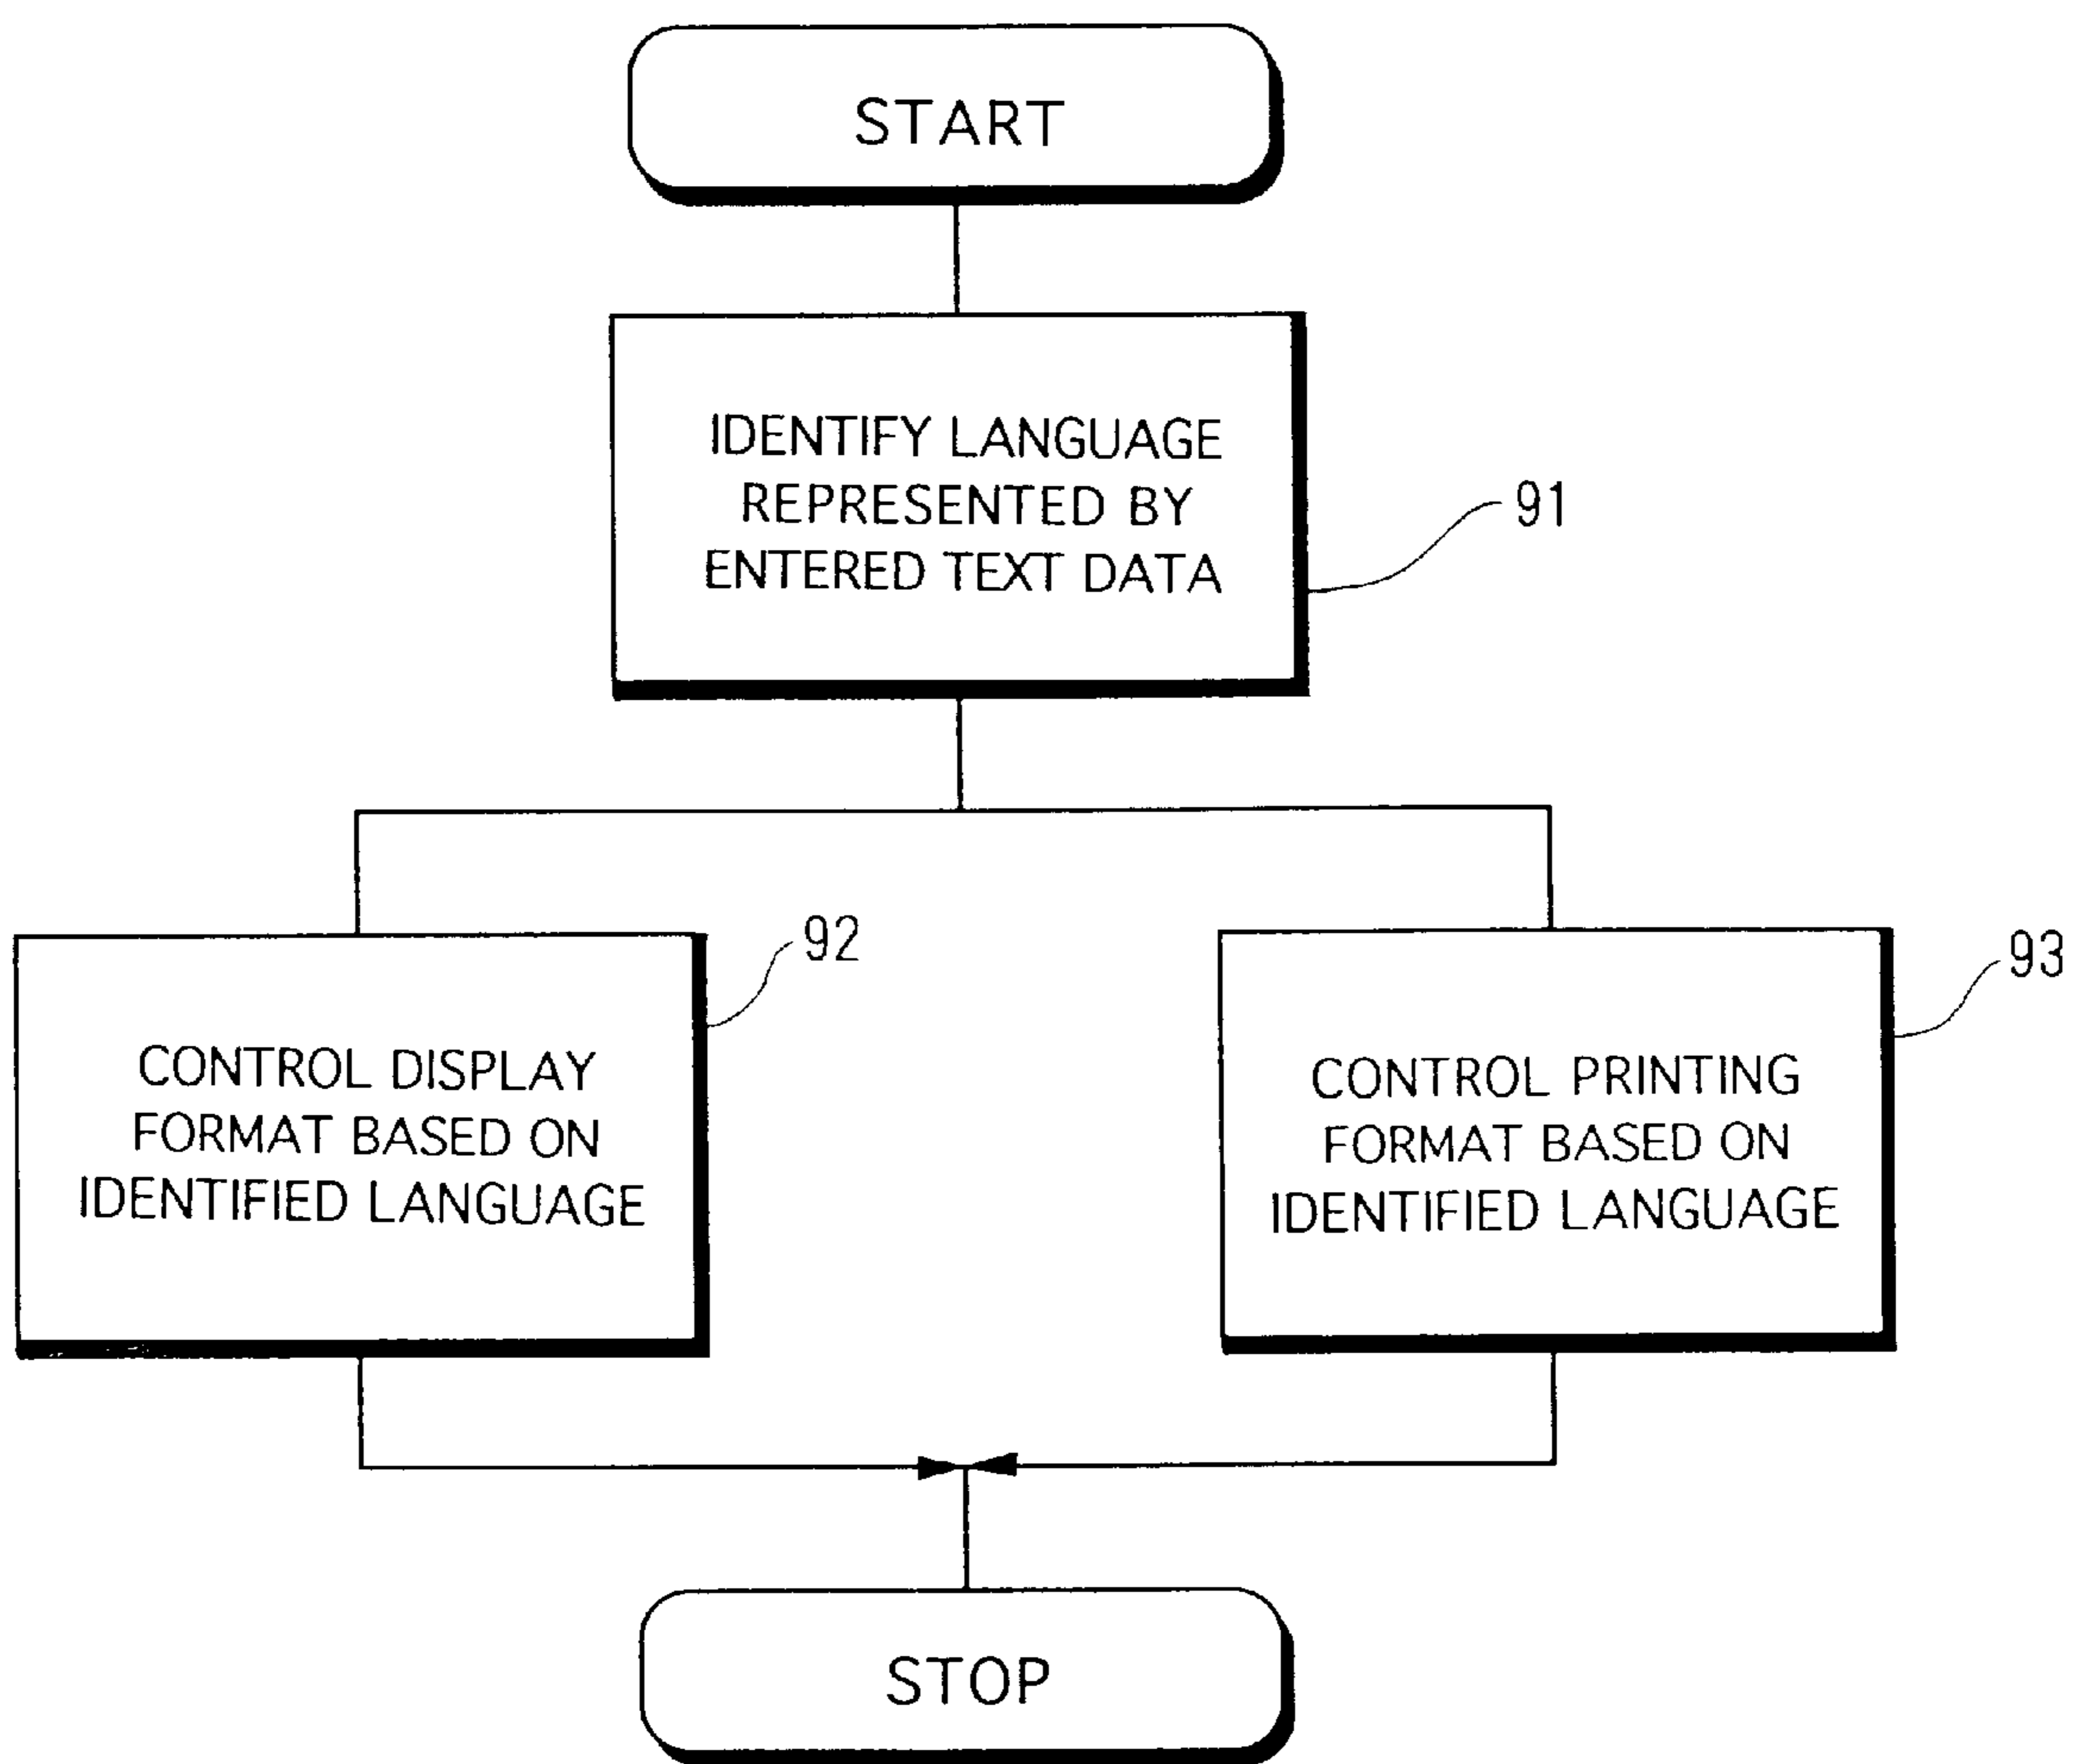 START
IDENTIFY LANGUAGE
REPRESENTED BY
ENTERED TEXT DATA
91
92
CONTROL DISPLAY
FORMAT BASED ON
IDENTIFIED LANGUAGE
93
CONTROL PRINTING
FORMAT BASED ON
IDENTIFIED LANGUAGE
STOP